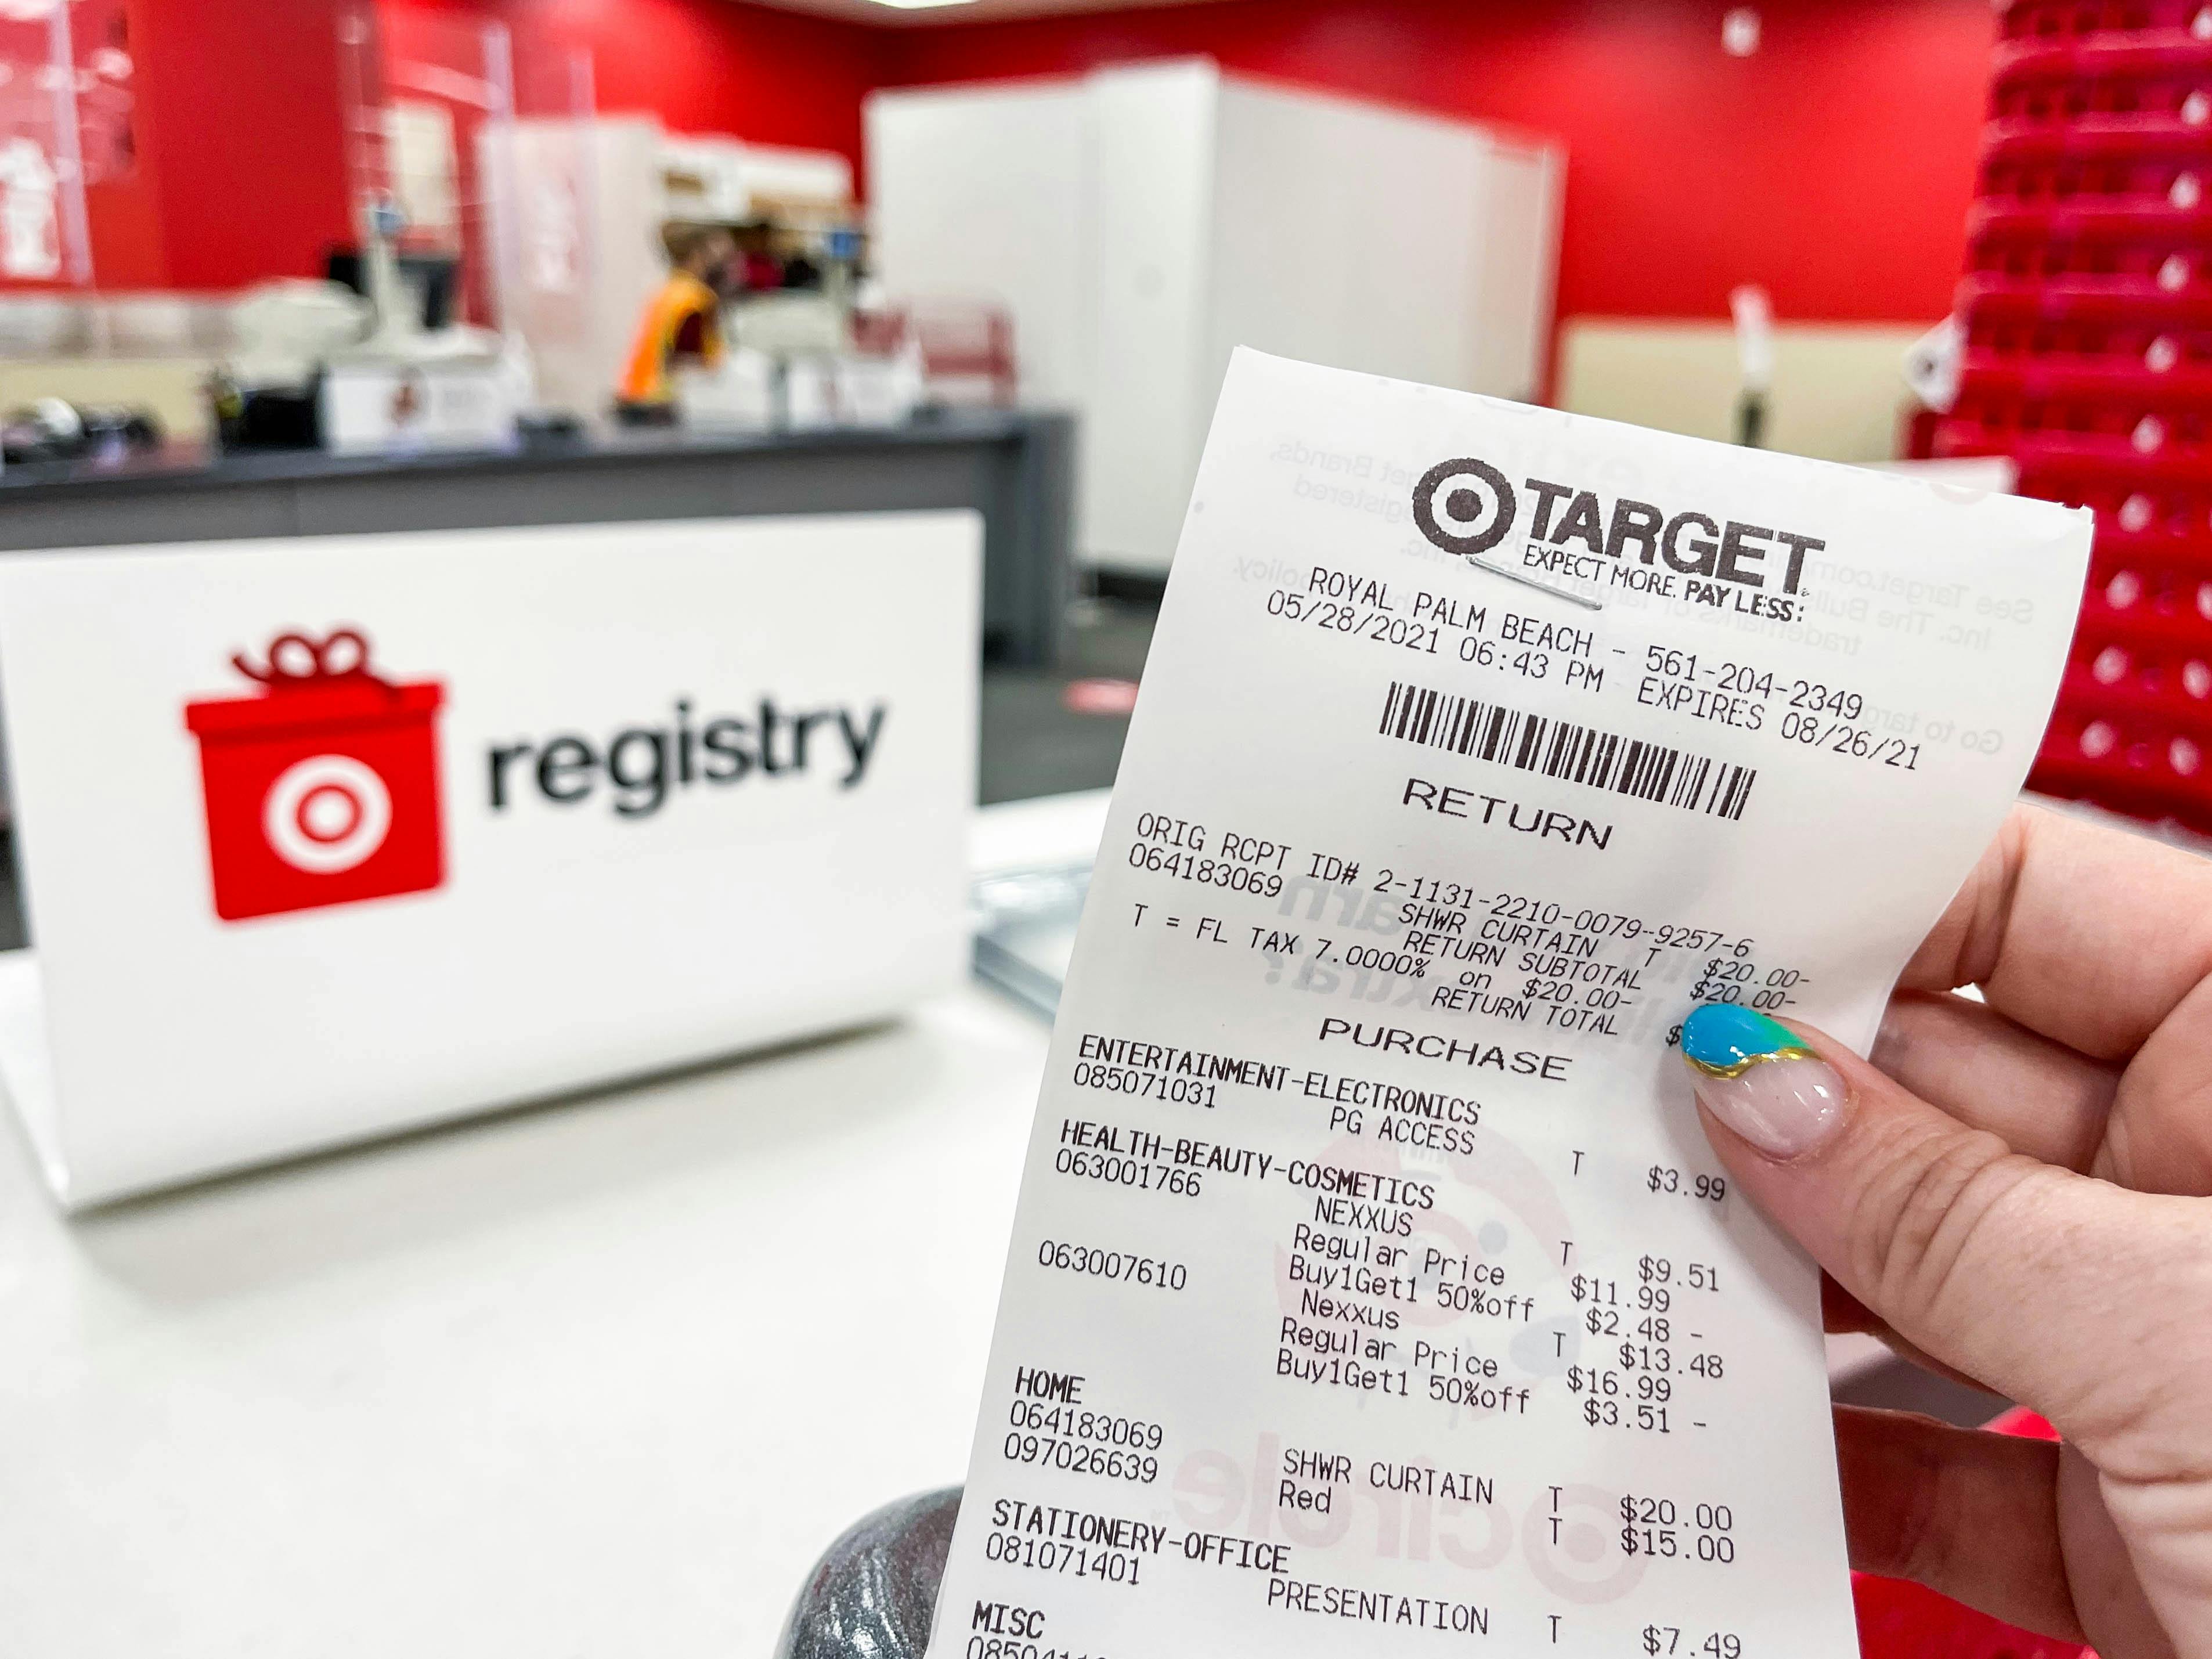 registry
TARGET
EXPECT MORE. PAY LESS.
ROYAL PALM BEACH - 561-204-2349
05/28/2021 06:43 PM EXPIRES 08/26/21
RETURN
ORIG RCPT ID# 2-1131-2210-0079-9257-6
064183069 SHWR CURTAIN T $20.00-
RETURN SUBTOTAL $20.00-
T = FL TAX 7.0000% on $20.00-
RETURN TOTAL $
PURCHASE
ENTERTAINMENT-ELECTRONICS
085071031 PG ACCESS T $3.99
HEALTH-BEAUTY-COSMETICS
063001766 NEXXUS T $9.51
Regular Price $11.99
Buy1Get1 50%off $2.48 -
063007610 Nexxus T $13.48
Regular Price $16.99
Buy1Get1 50%off $3.51 -
HOME
064183069 SHWR CURTAIN T $20.00
097026639 Red T $15.00
STATIONERY-OFFICE
081071401 PRESENTATION T $7.49
MISC